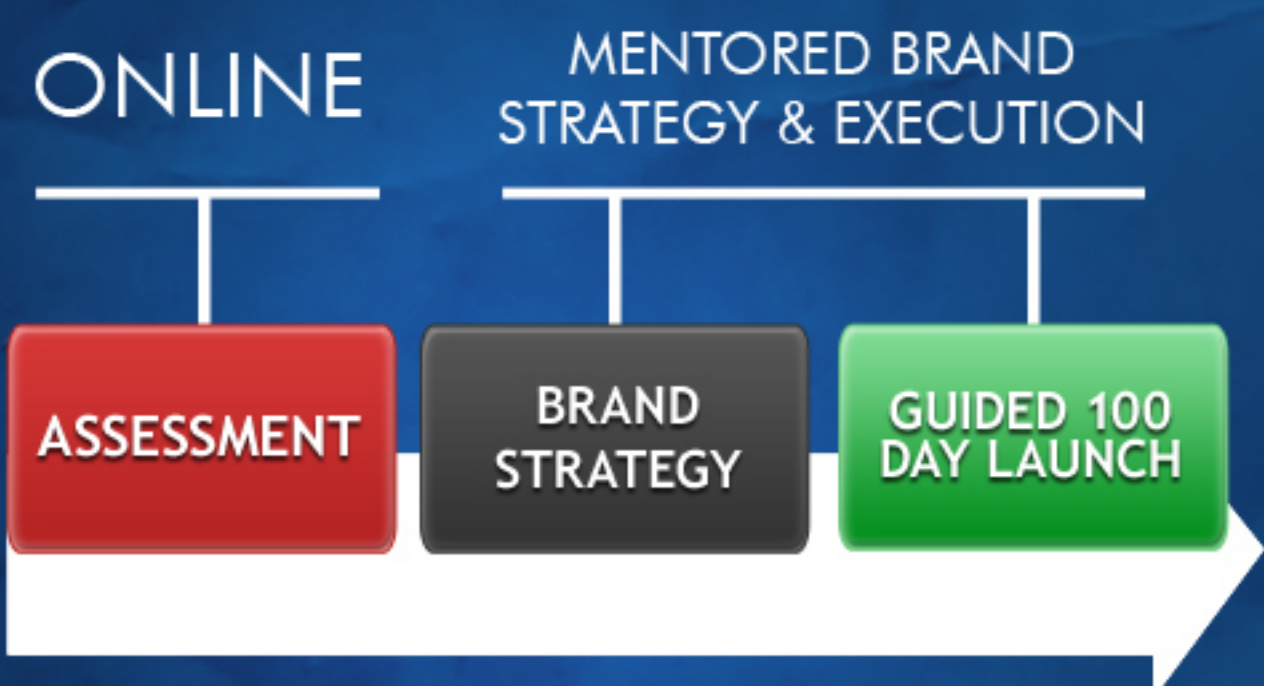 ONLINE
MENTORED BRAND
STRATEGY & EXECUTION
ASSESSMENT
BRAND
STRATEGY
GUIDED 100
DAY LAUNCH